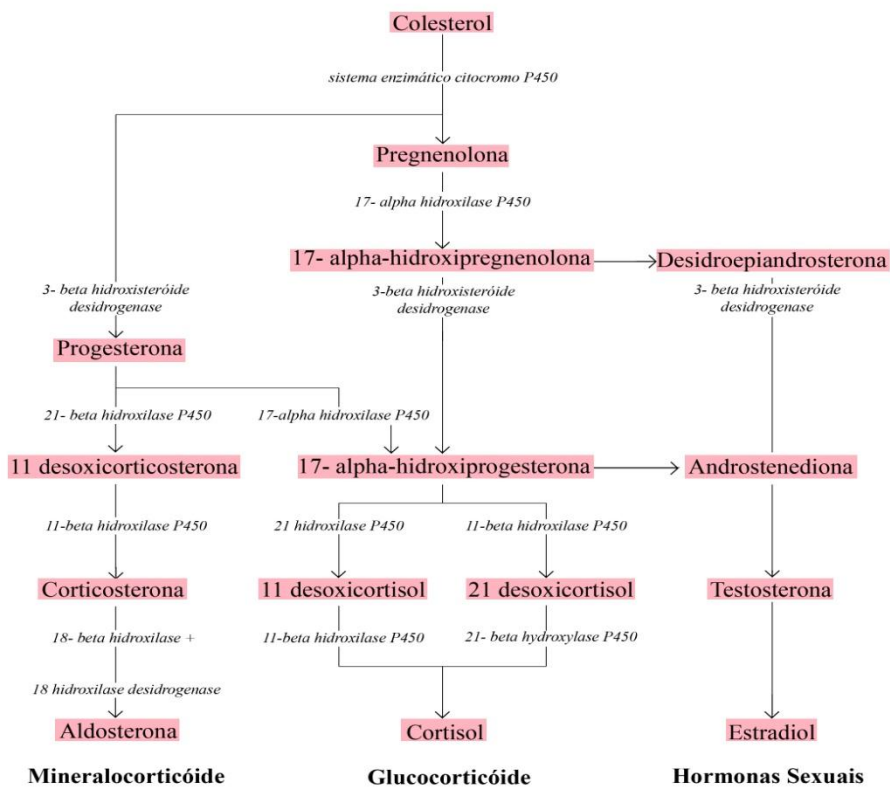 Colesterol
sistema enzimático citocromo P450
Pregnenolona
17- alpha hidroxilase P450
17- alpha-hidroxipregnenolona
Desidroepiandrosterona
3- beta hidroxisteróide
desidrogenase
3-beta hidroxisteróide
desidrogenase
3- beta hidroxisteróide
desidrogenase
Progesterona
21- beta hidroxilase P450
17-alpha hidroxilase P450
11 desoxicorticosterona
17- alpha-hidroxiprogesterona
Androstenediona
11-beta hidroxilase P450
21 hidroxilase P450
11-beta hidroxilase P450
Corticosterona
11 desoxicortisol
21 desoxicortisol
Testosterona
18- beta hidroxilase +
11-beta hidroxilase P450
21- beta hydroxylase P450
18 hidroxilase desidrogenase
Aldosterona
Cortisol
Estradiol
Mineralocorticóide
Glucocorticóide
Hormonas Sexuais